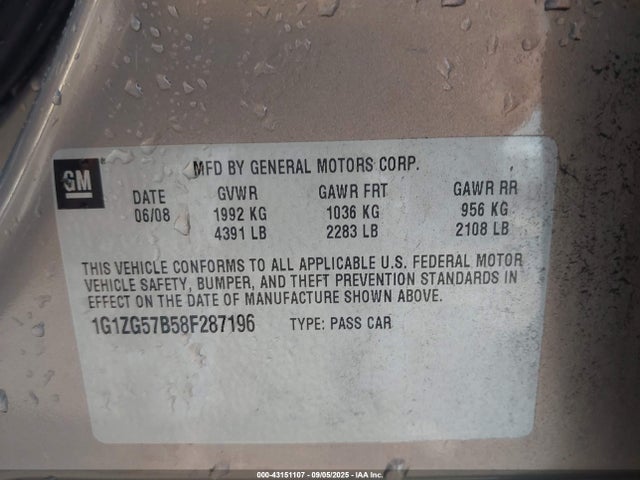 MFD BY GENERAL MOTORS CORP.
GM
DATE GVWR GAWR FRT GAWR RR
06/08 1992 KG 1036 KG 956 KG
4391 LB 2283 LB 2108 LB
THIS VEHICLE CONFORMS TO ALL APPLICABLE U.S. FEDERAL MOTOR
VEHICLE SAFETY, BUMPER, AND THEFT PREVENTION STANDARDS IN
EFFECT ON THE DATE OF MANUFACTURE SHOWN ABOVE.
1G1ZG57B58F287196 TYPE: PASS CAR
000-43151107 - 09/05/2025 - IAA Inc.